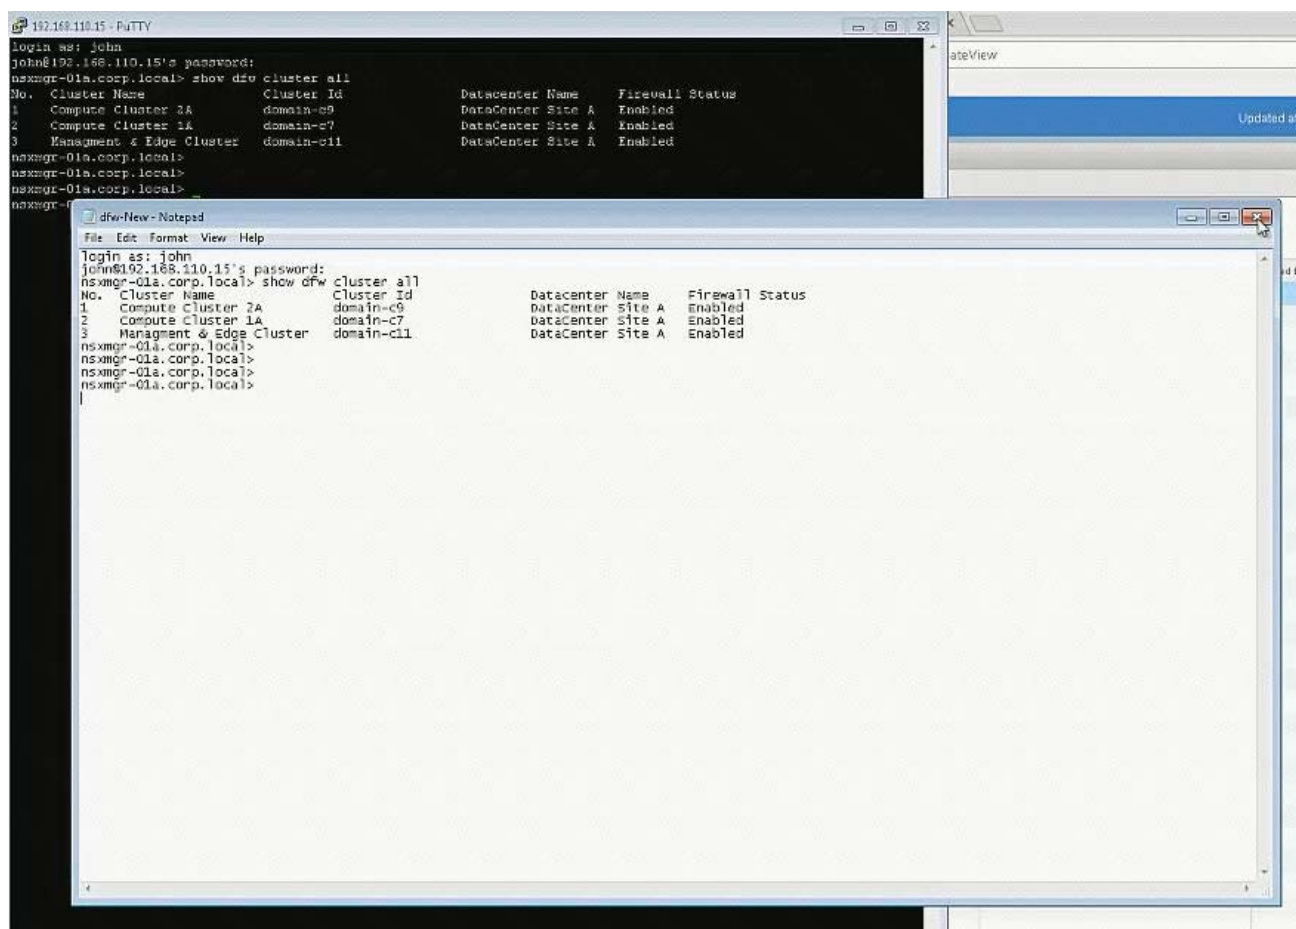 192.168.110.15 - PuTTY
login as: john
john@192.168.110.15's password:
nsxmgr-01a.corp.local> show dfw cluster all
No. Cluster Name Cluster Id Datacenter Name Firewall Status
1 Compute Cluster 2A domain-c9 DataCenter Site A Enabled
2 Compute Cluster 1A domain-c7 DataCenter Site A Enabled
3 Managment & Edge Cluster domain-c11 DataCenter Site A Enabled
nsxmgr-01a.corp.local>
nsxmgr-01a.corp.local>
nsxmgr-01a.corp.local>
nsxmgr-
ateView
Updated at
dfw-New - Notepad
File Edit Format View Help
login as: john
john@192.168.110.15's password:
nsxmgr-01a.corp.local> show dfw cluster all
No. Cluster Name Cluster Id Datacenter Name Firewall Status
1 Compute Cluster 2A domain-c9 DataCenter Site A Enabled
2 Compute Cluster 1A domain-c7 DataCenter Site A Enabled
3 Managment & Edge Cluster domain-c11 DataCenter Site A Enabled
nsxmgr-01a.corp.local>
nsxmgr-01a.corp.local>
nsxmgr-01a.corp.local>
nsxmgr-01a.corp.local>